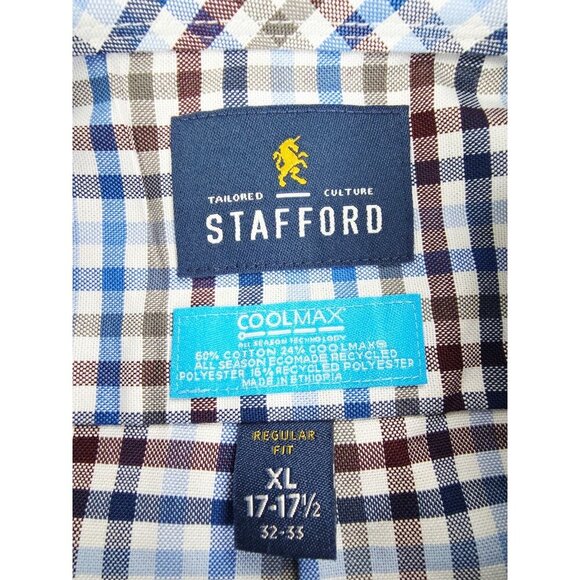 TAILORED CULTURE
STAFFORD
COOLMAX®
ALL SEASON TECHNOLOGY
60% COTTON 24% COOLMAX®
ALL SEASON ECOMADE RECYCLED
POLYESTER 16% RECYCLED POLYESTER
MADE IN ETHIOPIA
REGULAR
FIT
XL
17-17½
32-33